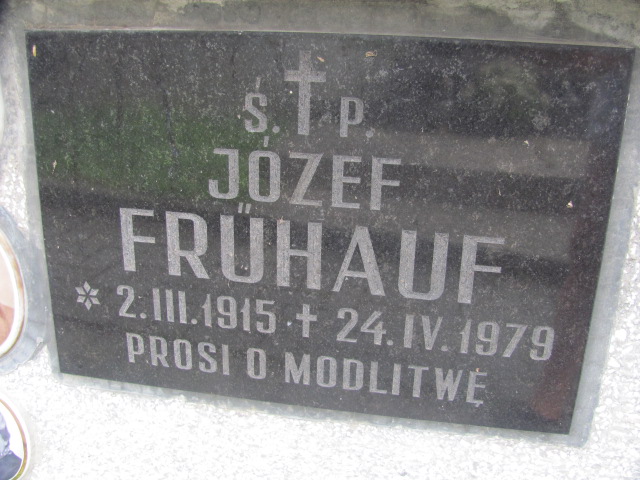 Ś. † P.
JÓZEF
FRÜHAUF
* 2.III.1915 + 24.IV.1979
PROSI O MODLITWĘ